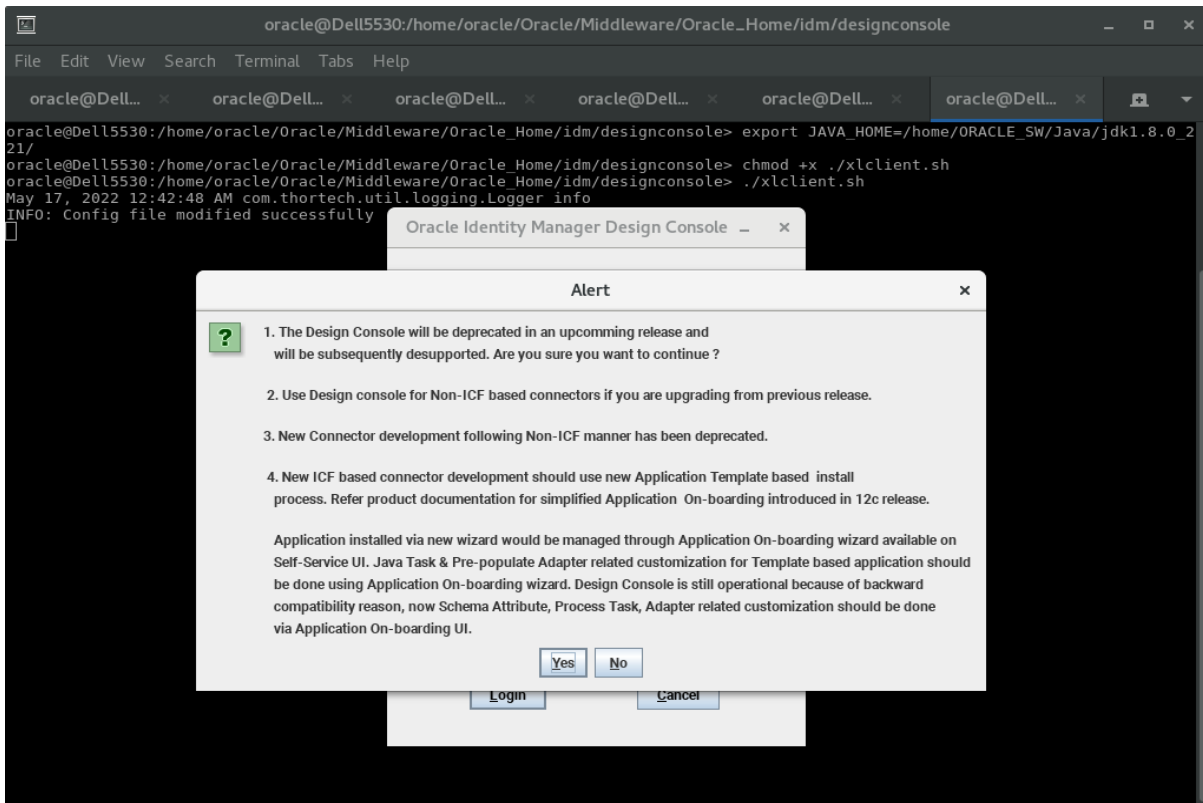 oracle@Dell5530:/home/oracle/Oracle/Middleware/Oracle_Home/idm/designconsole
File Edit View Search Terminal Tabs Help
oracle@Dell... oracle@Dell... oracle@Dell... oracle@Dell... oracle@Dell... oracle@Dell...
oracle@Dell5530:/home/oracle/Oracle/Middleware/Oracle_Home/idm/designconsole> export JAVA_HOME=/home/ORACLE_SW/Java/jdk1.8.0_2
21/
oracle@Dell5530:/home/oracle/Oracle/Middleware/Oracle_Home/idm/designconsole> chmod +x ./xlclient.sh
oracle@Dell5530:/home/oracle/Oracle/Middleware/Oracle_Home/idm/designconsole> ./xlclient.sh
May 17, 2022 12:42:48 AM com.thortech.util.logging.Logger info
INFO: Config file modified successfully
Oracle Identity Manager Design Console
Alert
1. The Design Console will be deprecated in an upcomming release and
will be subsequently desupported. Are you sure you want to continue ?
2. Use Design console for Non-ICF based connectors if you are upgrading from previous release.
3. New Connector development following Non-ICF manner has been deprecated.
4. New ICF based connector development should use new Application Template based install
process. Refer product documentation for simplified Application On-boarding introduced in 12c release.
Application installed via new wizard would be managed through Application On-boarding wizard available on
Self-Service UI. Java Task & Pre-populate Adapter related customization for Template based application should
be done using Application On-boarding wizard. Design Console is still operational because of backward
compatibility reason, now Schema Attribute, Process Task, Adapter related customization should be done
via Application On-boarding UI.
Yes No
Login Cancel